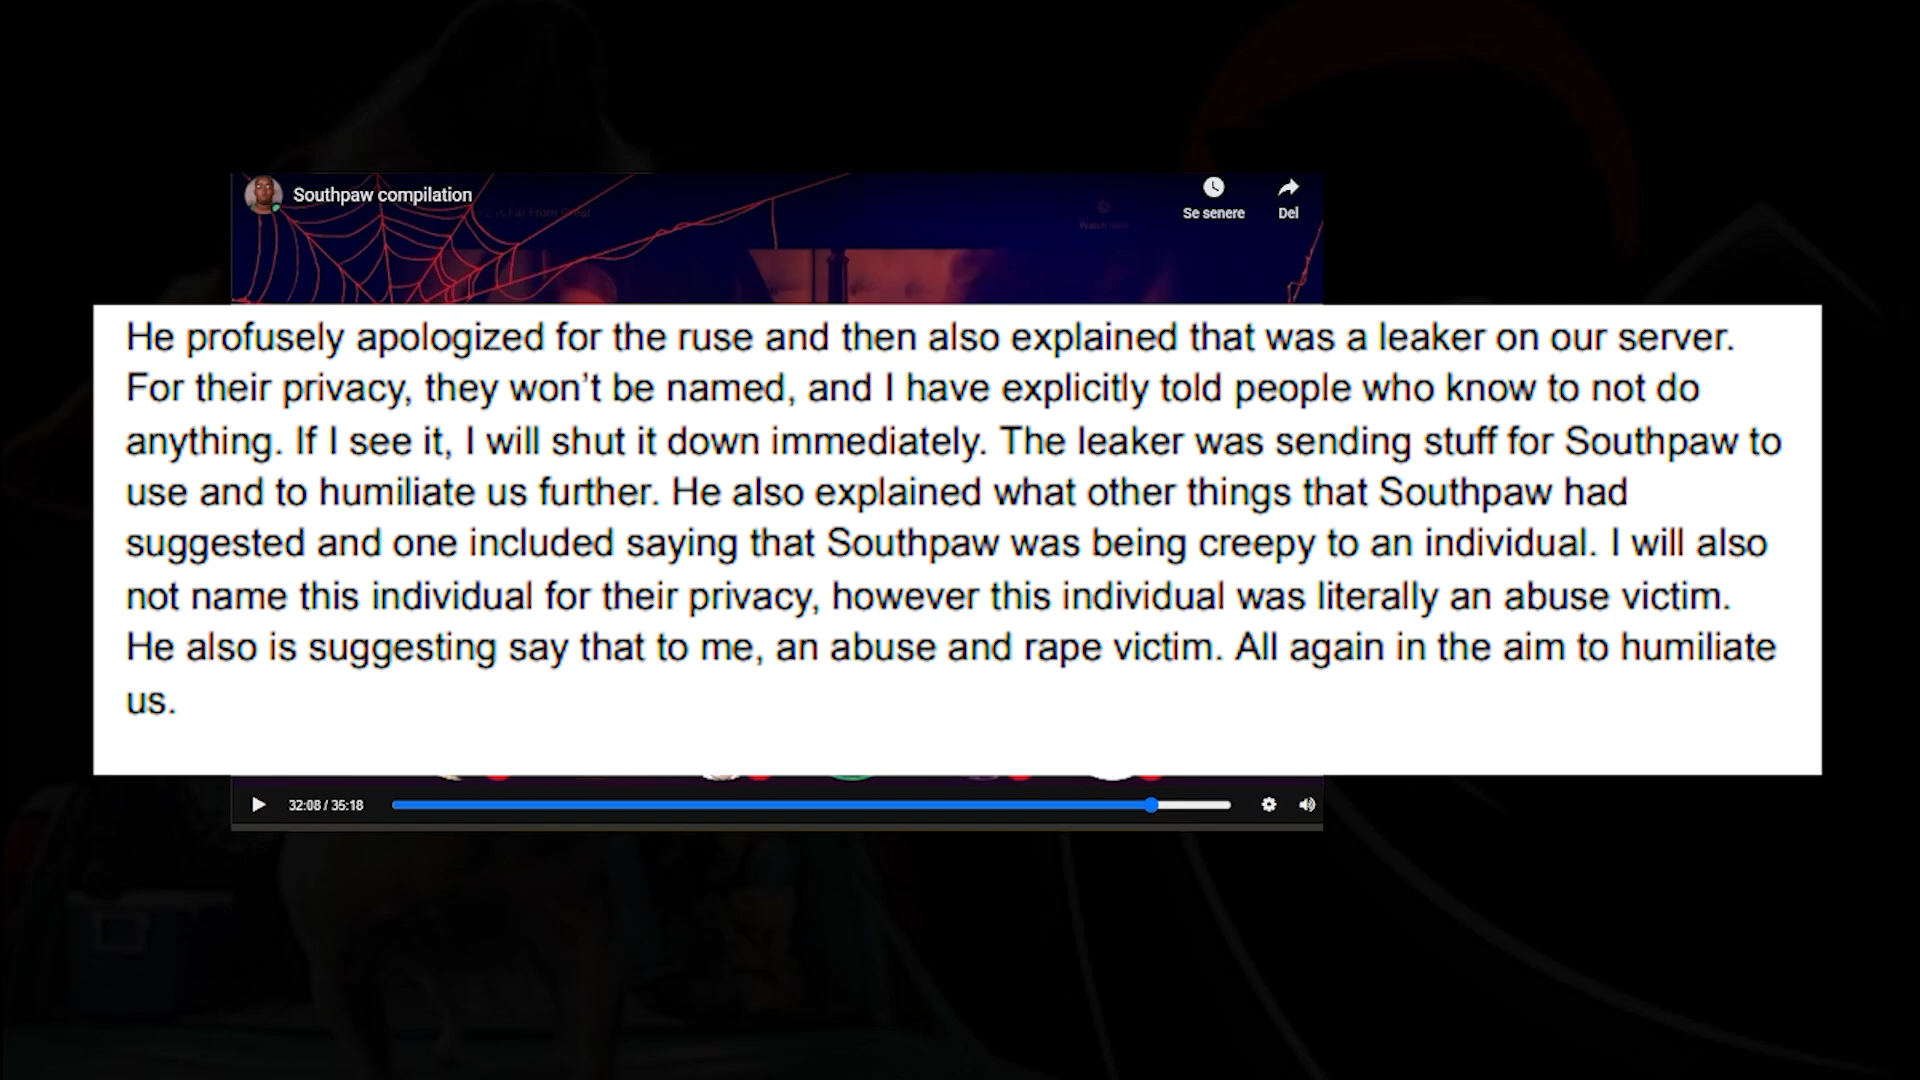 Southpaw compilation
Se senere
Del
He profusely apologized for the ruse and then also explained that was a leaker on our server.
For their privacy, they won’t be named, and I have explicitly told people who know to not do
anything. If I see it, I will shut it down immediately. The leaker was sending stuff for Southpaw to
use and to humiliate us further. He also explained what other things that Southpaw had
suggested and one included saying that Southpaw was being creepy to an individual. I will also
not name this individual for their privacy, however this individual was literally an abuse victim.
He also is suggesting say that to me, an abuse and rape victim. All again in the aim to humiliate
us.
32:08 / 35:18